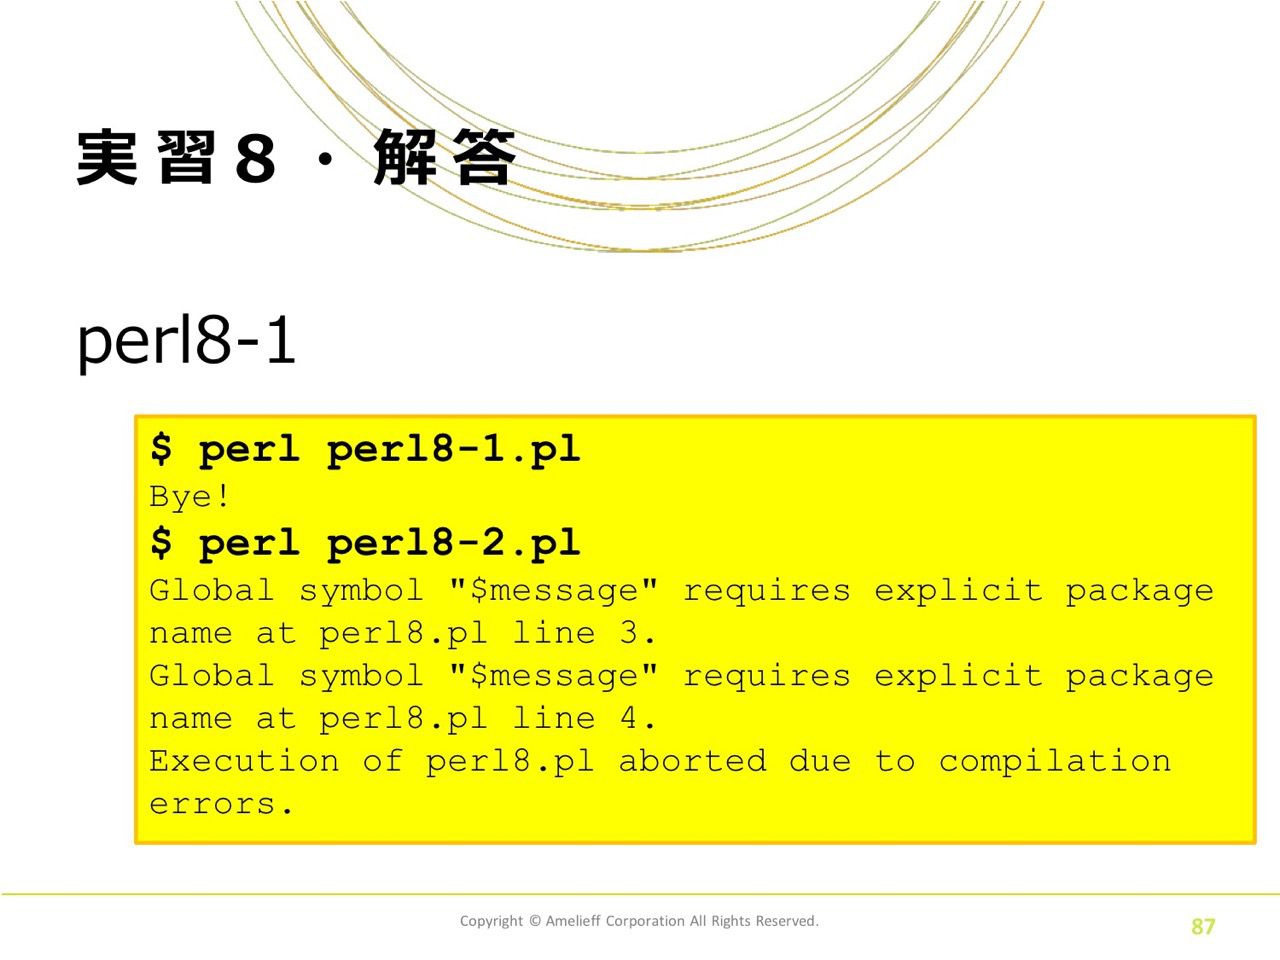 実習８・解答
perl8-1
$ perl perl8-1.pl
Bye!
$ perl perl8-2.pl
Global symbol "$message" requires explicit package
name at perl8.pl line 3.
Global symbol "$message" requires explicit package
name at perl8.pl line 4.
Execution of perl8.pl aborted due to compilation
errors.
Copyright © Amelieff Corporation All Rights Reserved.
87